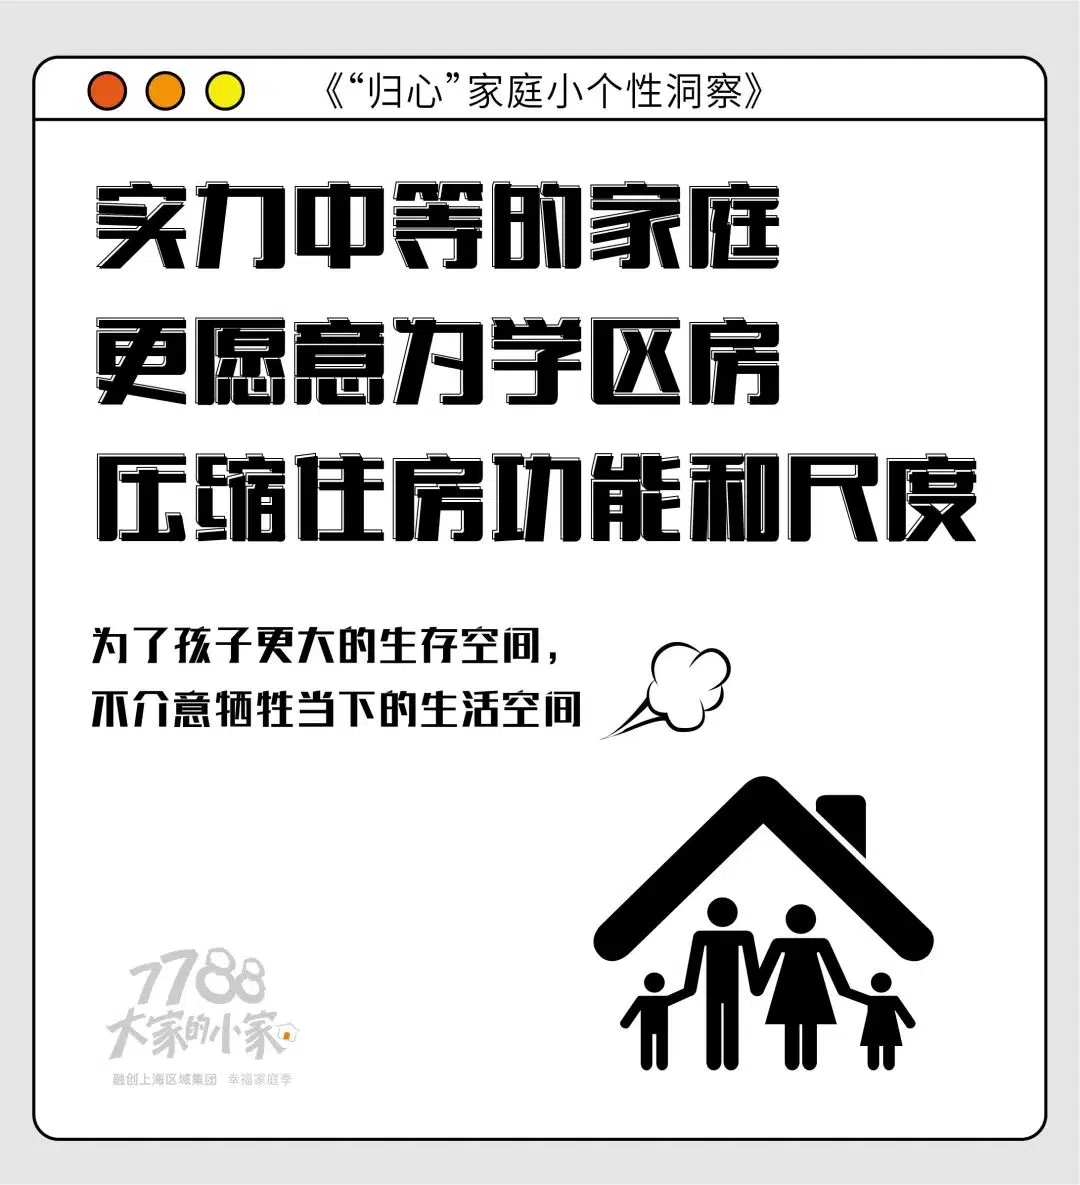 《“归心”家庭小个性洞察》
实力中等的家庭
更愿意为学区房
压缩住房功能和尺度
为了孩子更大的生存空间，
不介意牺牲当下的生活空间
7788
大家的小家
融创上海区域集团 幸福家庭季